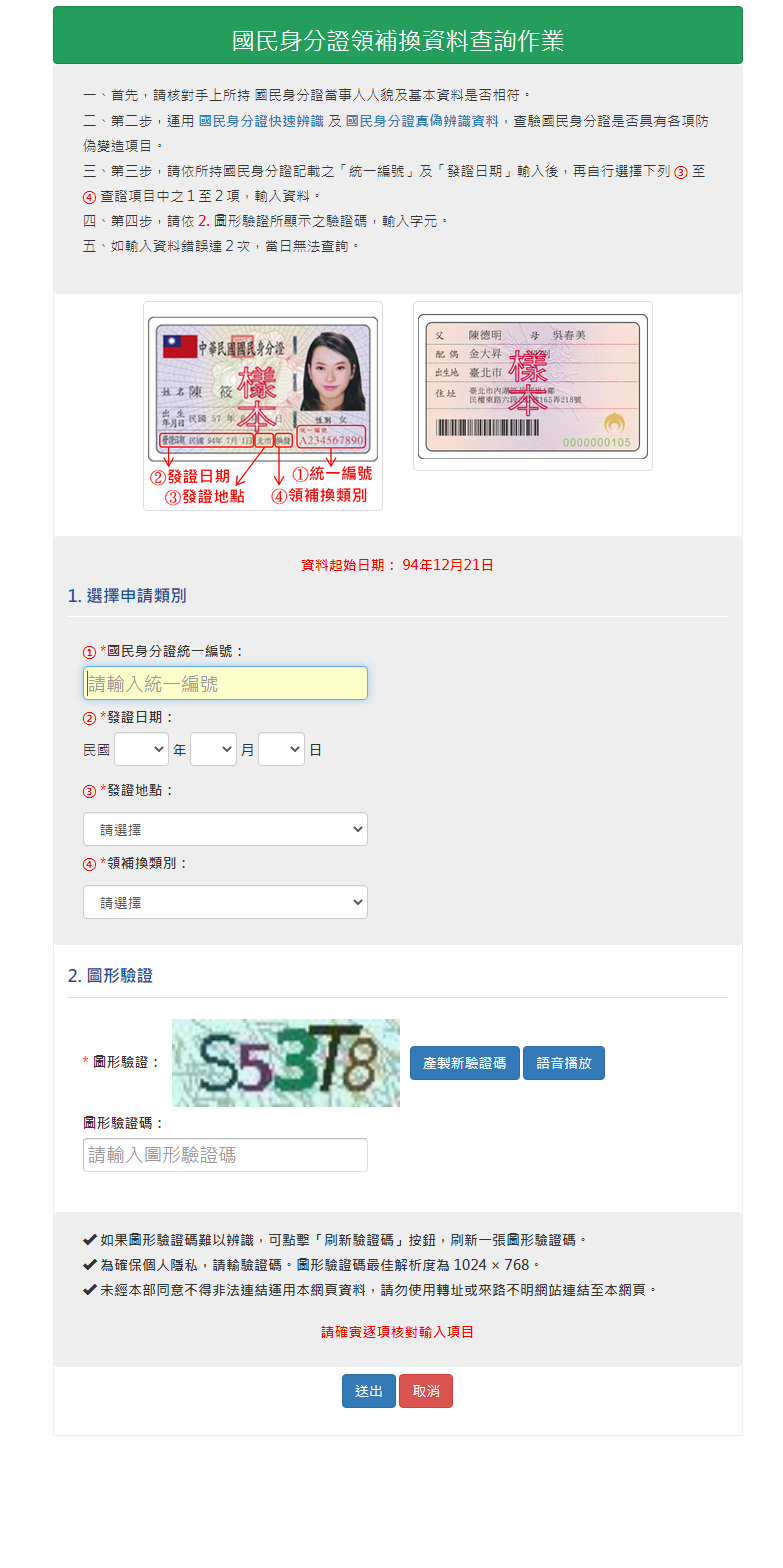 國民身分證領補換資料查詢作業
一、首先，請核對手上所持 國民身分證當事人人貌及基本資料是否相符。
二、第二步，運用 國民身分證快速辨識 及 國民身分證真偽辨識資料，查驗國民身分證是否具有各項防
偽變造項目。
三、第三步，請依所持國民身分證記載之「統一編號」及「發證日期」輸入後，再自行選擇下列 ③ 至
④ 查證項目中之 1 至 2 項，輸入資料。
四、第四步，請依 2. 圖形驗證所顯示之驗證碼，輸入字元。
五、如輸入資料錯誤達 2 次，當日無法查詢。
中華民國國民身分證
樣本
姓名 陳 筱
出生年月日 民國 57 年
性別 女
發證日期 民國 94年 7月 1日 北市 換發
統一編號
A234567890
②發證日期
①統一編號
③發證地點
④領補換類別
父 陳德明 母 吳春美
配偶 金大昇
出生地 臺北市
樣本
住址 臺北市內湖區
民權東路六段 165弄218號
0000000105
資料起始日期： 94年12月21日
1. 選擇申請類別
① *國民身分證統一編號：
請輸入統一編號
② *發證日期：
民國 年 月 日
③ *發證地點：
請選擇
④ *領補換類別：
請選擇
2. 圖形驗證
* 圖形驗證：
產製新驗證碼
語音播放
圖形驗證碼：
請輸入圖形驗證碼
✔ 如果圖形驗證碼難以辨識，可點擊「刷新驗證碼」按鈕，刷新一張圖形驗證碼。
✔ 為確保個人隱私，請輸驗證碼。圖形驗證碼最佳解析度為 1024 × 768。
✔ 未經本部同意不得非法連結運用本網頁資料，請勿使用轉址或來路不明網站連結至本網頁。
請確實逐項核對輸入項目
送出
取消